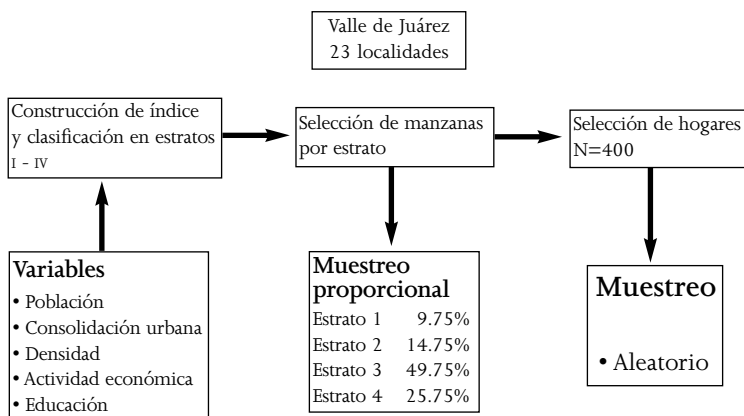 Valle de Juárez
23 localidades
Construcción de índice
y clasificación en estratos
I - IV
Selección de manzanas
por estrato
Selección de hogares
N=400
Variables
• Población
• Consolidación urbana
• Densidad
• Actividad económica
• Educación
Muestreo
proporcional
Estrato 1 9.75%
Estrato 2 14.75%
Estrato 3 49.75%
Estrato 4 25.75%
Muestreo
• Aleatorio